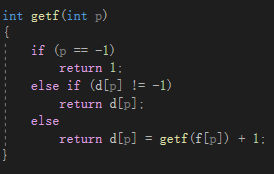 int getf(int p)
{
    if (p == -1)
        return 1;
    else if (d[p] != -1)
        return d[p];
    else
        return d[p] = getf(f[p]) + 1;
}